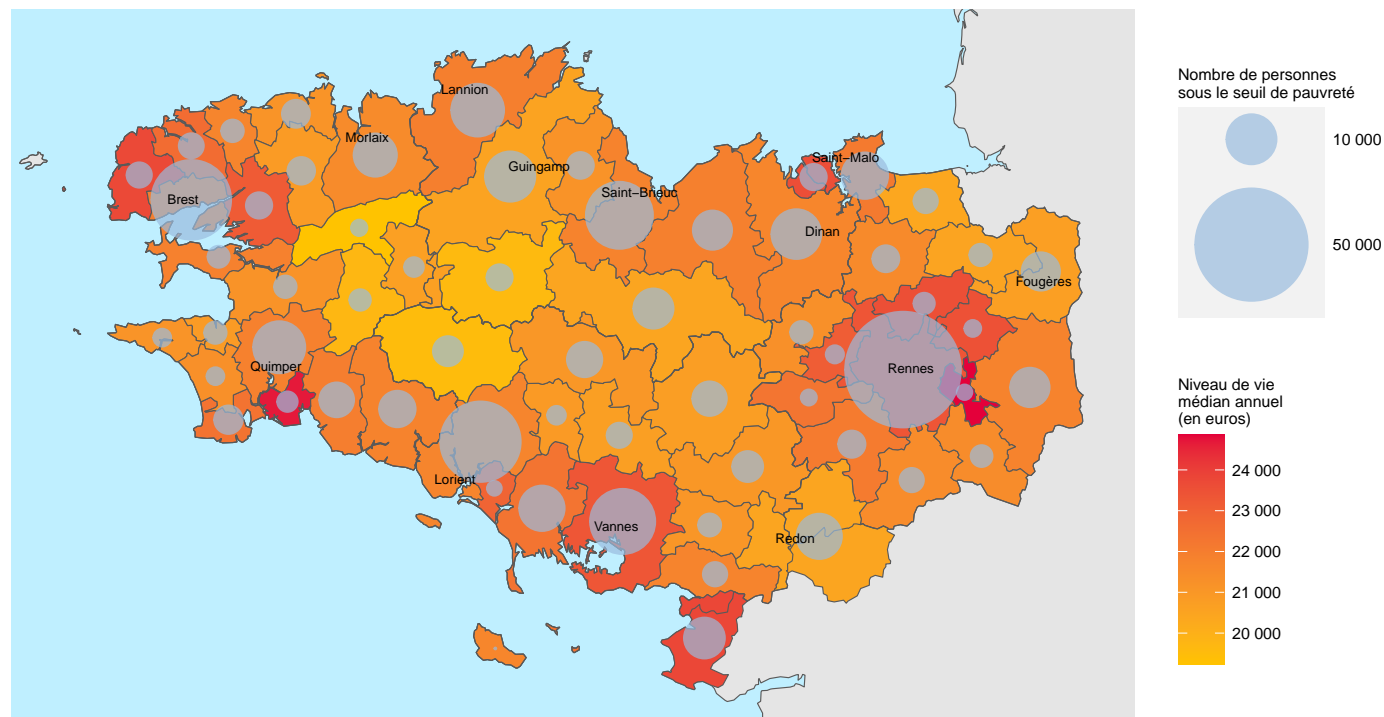 Lannion
Morlaix
Guingamp
Saint−Malo
Brest
Saint−Brieuc
Dinan
Fougères
Quimper
Rennes
Lorient
Vannes
Redon
Nombre de personnes
sous le seuil de pauvreté
10 000
50 000
Niveau de vie
médian annuel
(en euros)
24 000
23 000
22 000
21 000
20 000